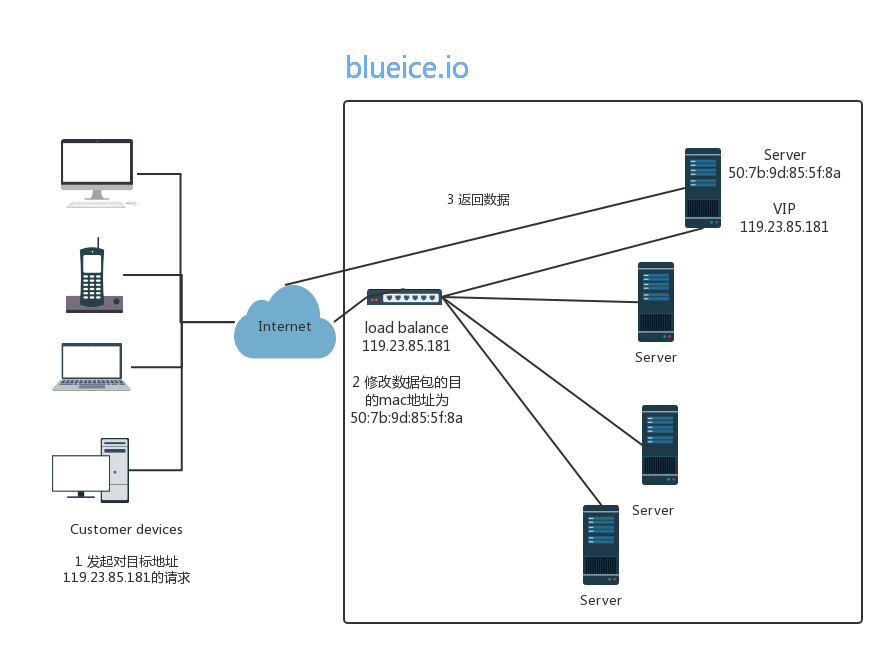 blueice.io
Server
50:7b:9d:85:5f:8a
VIP
119.23.85.181
3 返回数据
Internet
load balance
119.23.85.181
2 修改数据包的目
的mac地址为
50:7b:9d:85:5f:8a
Server
Server
Server
Customer devices
1 发起对目标地址
119.23.85.181的请求